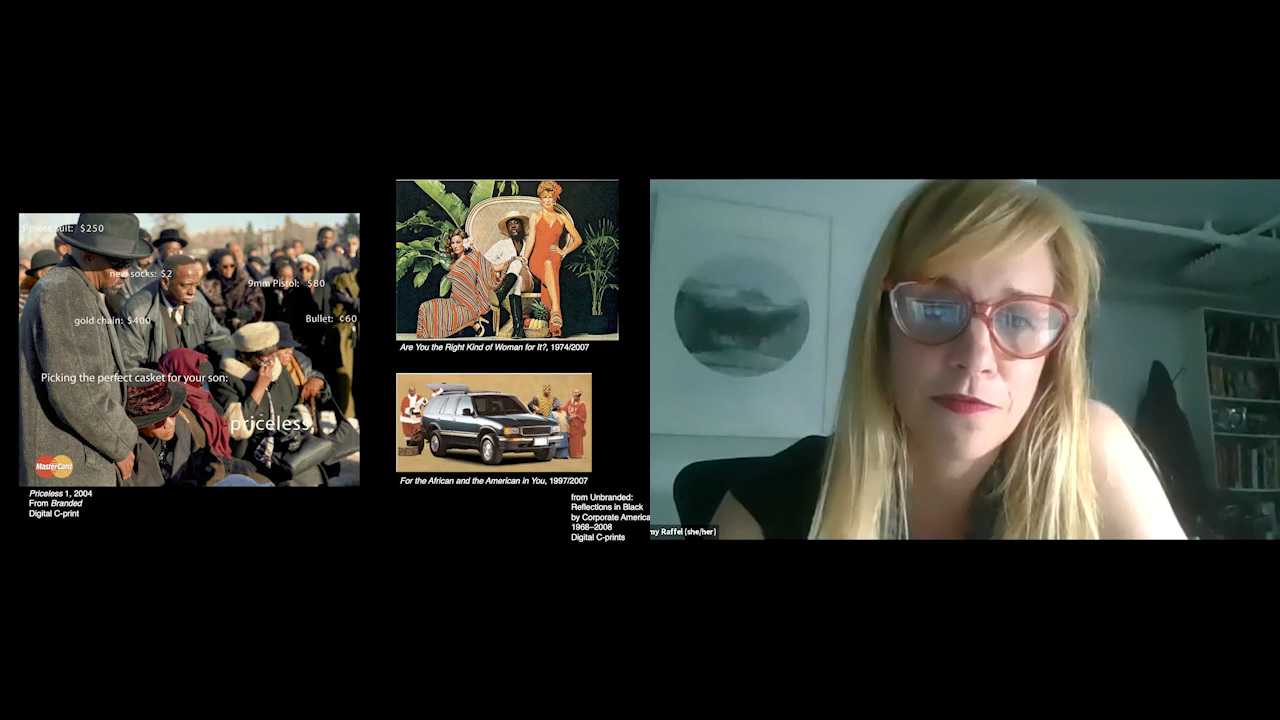 3 piece suit: $250
new socks: $2
9mm Pistol: $80
gold chain: $400
Bullet: ¢60
Picking the perfect casket for your son:
priceless.
MasterCard
Priceless 1, 2004
From Branded
Digital C-print
Are You the Right Kind of Woman for It?, 1974/2007
For the African and the American in You, 1997/2007
from Unbranded:
Reflections in Black
by Corporate America
1968–2008
Digital C-prints
my Raffel (she/her)